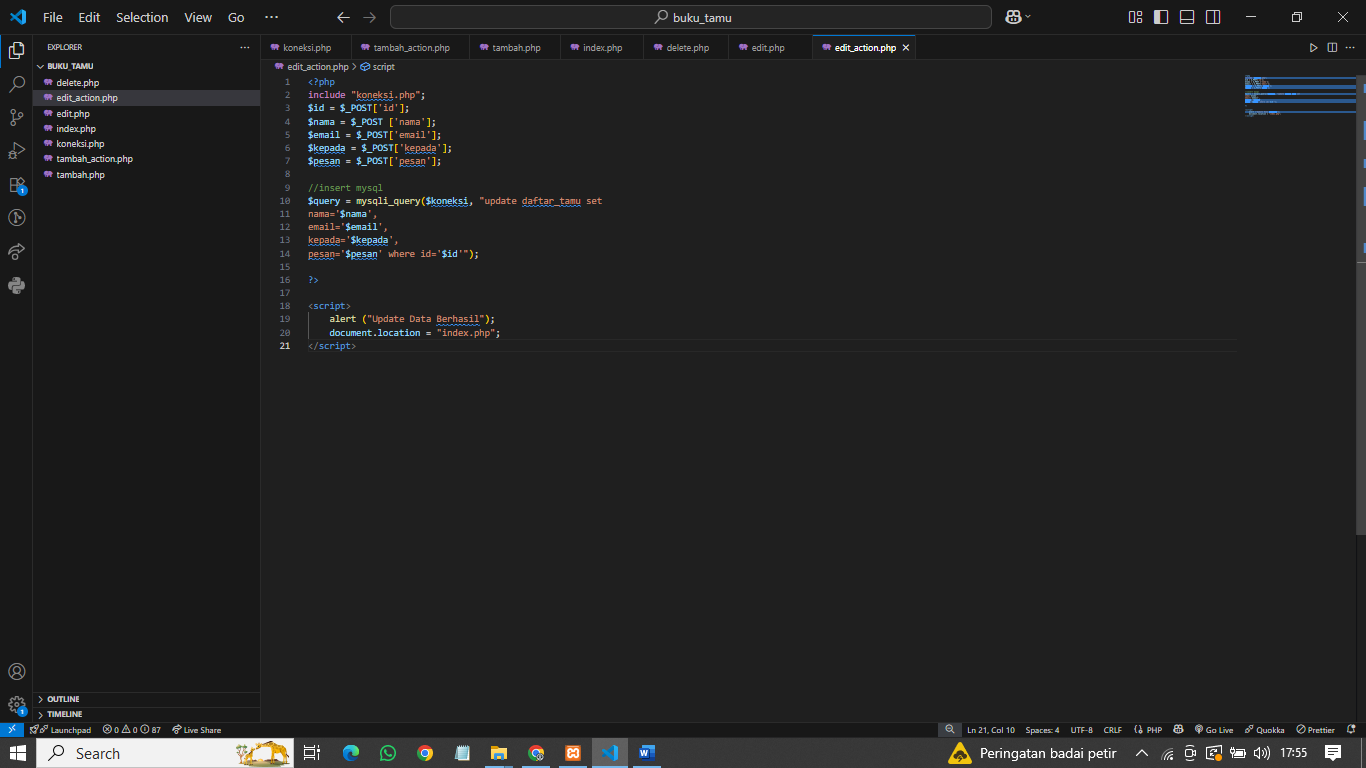 File Edit Selection View Go ··· buku_tamu
EXPLORER ···
BUKU_TAMU
delete.php
edit_action.php
edit.php
index.php
koneksi.php
tambah_action.php
tambah.php
OUTLINE
TIMELINE
koneksi.php tambah_action.php tambah.php index.php delete.php edit.php edit_action.php
edit_action.php > script
1 <?php
2 include "koneksi.php";
3 $id = $_POST['id'];
4 $nama = $_POST ['nama'];
5 $email = $_POST['email'];
6 $kepada = $_POST['kepada'];
7 $pesan = $_POST['pesan'];
8
9 //insert mysql
10 $query = mysqli_query($koneksi, "update daftar_tamu set
11 nama='$nama',
12 email='$email',
13 kepada='$kepada',
14 pesan='$pesan' where id='$id'");
15
16 ?>
17
18 <script>
19 alert ("Update Data Berhasil");
20 document.location = "index.php";
21 </script>
1
1
Launchpad 0 0 87 Live Share Ln 21, Col 10 Spaces: 4 UTF-8 CRLF PHP Go Live Quokka Prettier
Search Peringatan badai petir 17:55